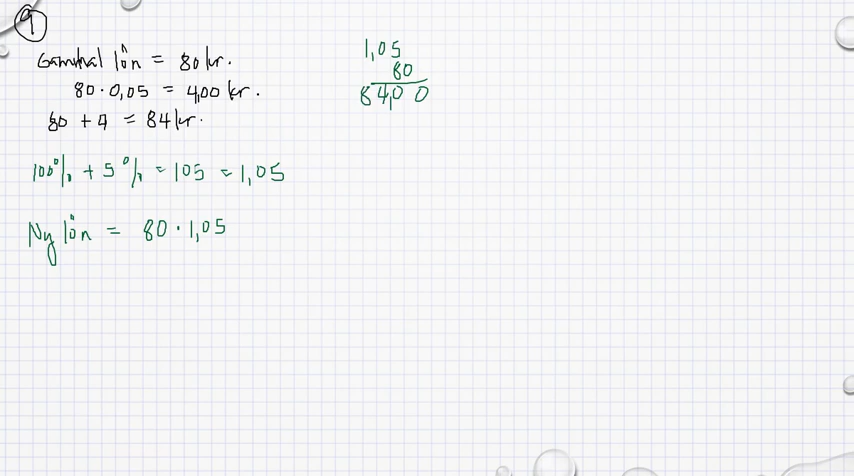 9
Gammal lön = 80 kr.
80 · 0,05 = 4,00 kr.
80 + 4 = 84 kr.
100% + 5% = 105 = 1,05
Ny lön = 80 · 1,05
1,05
80
84,00